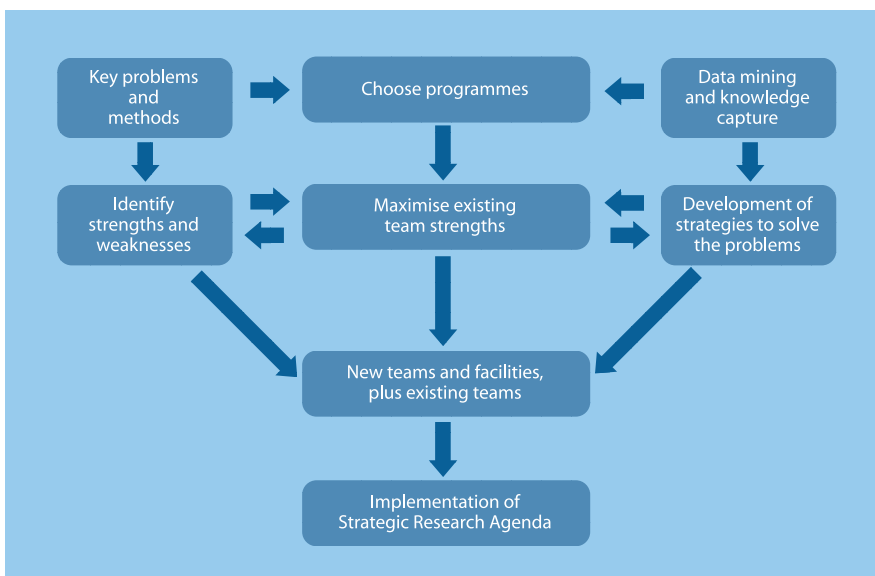 Key problems
and
methods
Choose programmes
Data mining
and knowledge
capture
Identify
strengths and
weaknesses
Maximise existing
team strengths
Development of
strategies to solve
the problems
New teams and facilities,
plus existing teams
Implementation of
Strategic Research Agenda